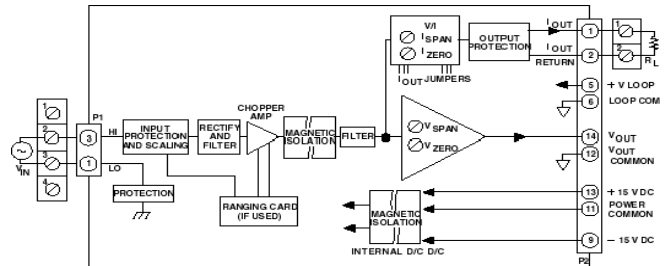 V/I
I SPAN
I ZERO
I OUT JUMPERS
OUTPUT
PROTECTION
I OUT
1
1
I OUT
RETURN
2
2
R L
5
+ V LOOP
6
LOOP COM
P1
1
2
3
4
V IN
3
HI
1
LO
INPUT
PROTECTION
AND SCALING
RECTIFY
AND
FILTER
CHOPPER
AMP
MAGNETIC
ISOLATION
FILTER
V SPAN
V ZERO
14
V OUT
12
V OUT
COMMON
PROTECTION
RANGING CARD
(IF USED)
MAGNETIC
ISOLATION
INTERNAL D/C D/C
13
+ 15 V DC
11
POWER
COMMON
9
− 15 V DC
P2